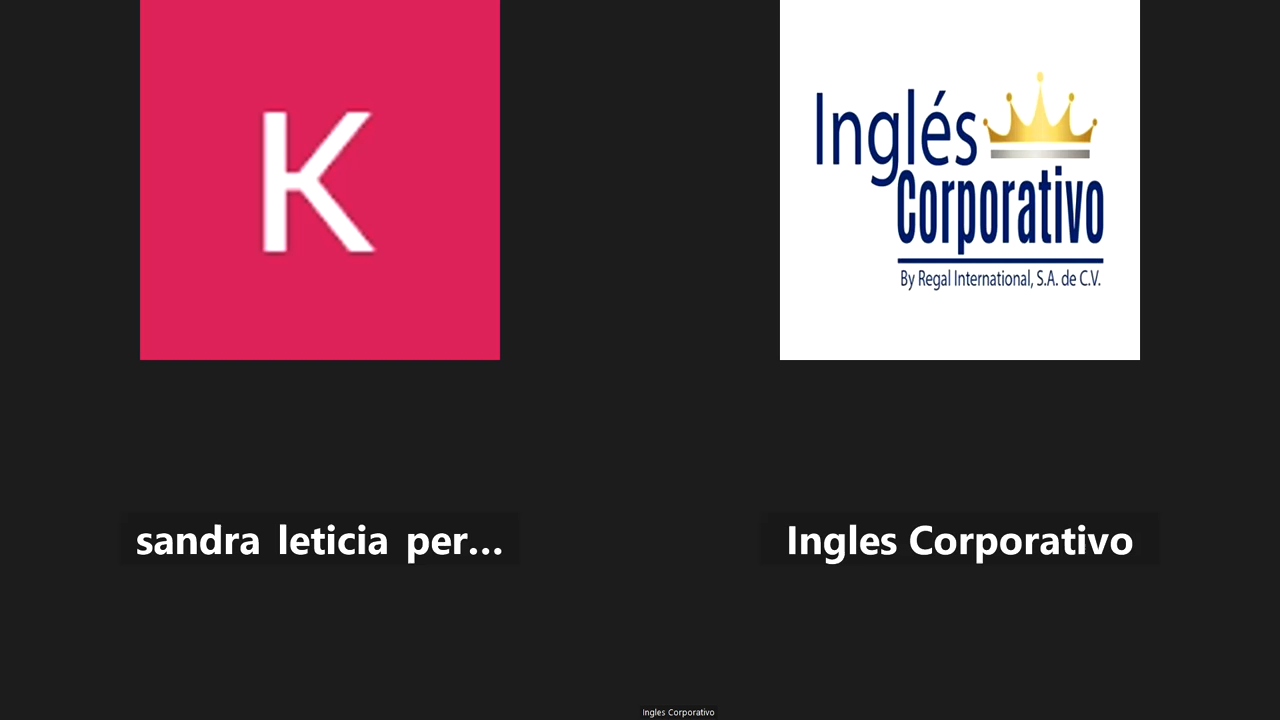 K
Inglés
Corporativo
By Regal International, S.A. de C.V.
sandra leticia per...
Ingles Corporativo
Ingles Corporativo